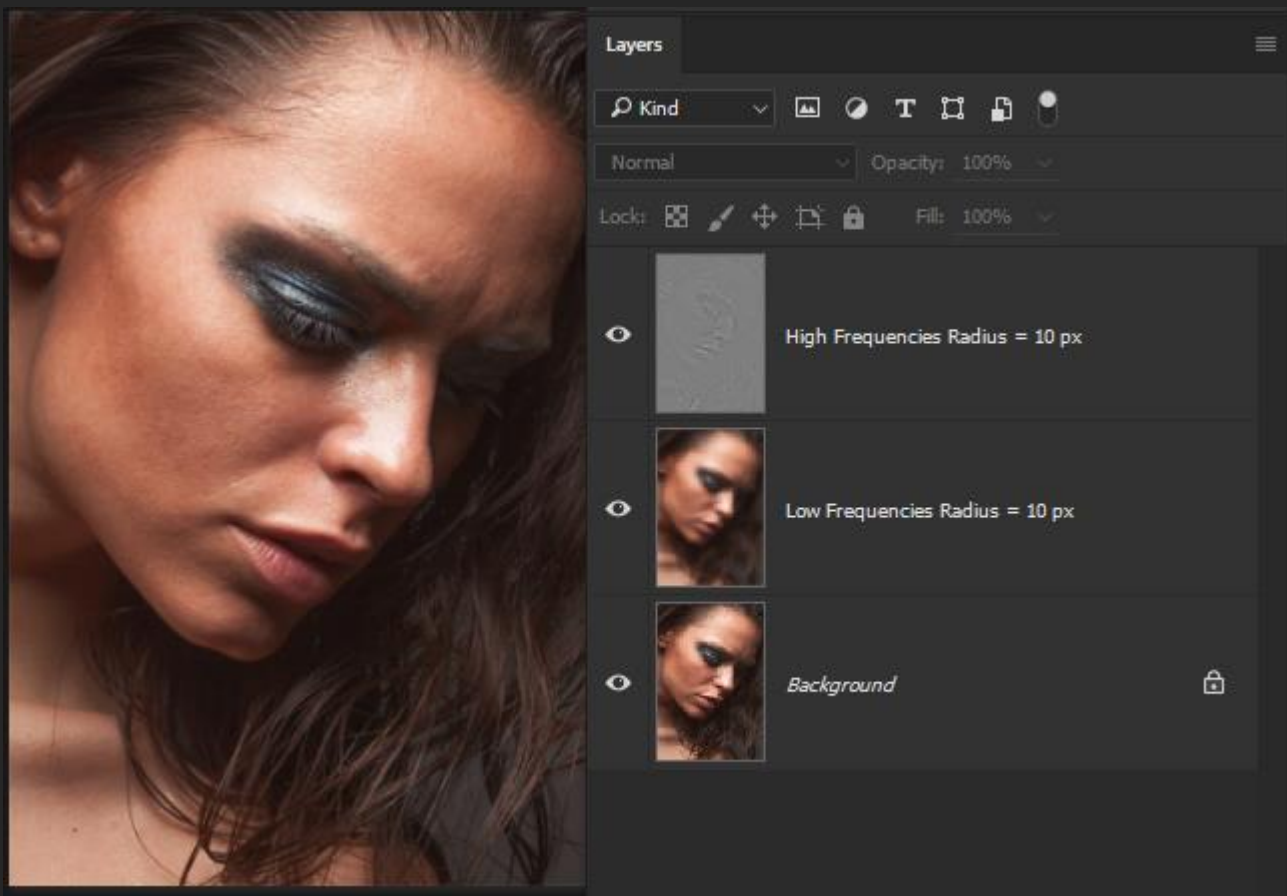 Layers
Kind
Normal Opacity: 100%
Lock: Fill: 100%
High Frequencies Radius = 10 px
Low Frequencies Radius = 10 px
Background